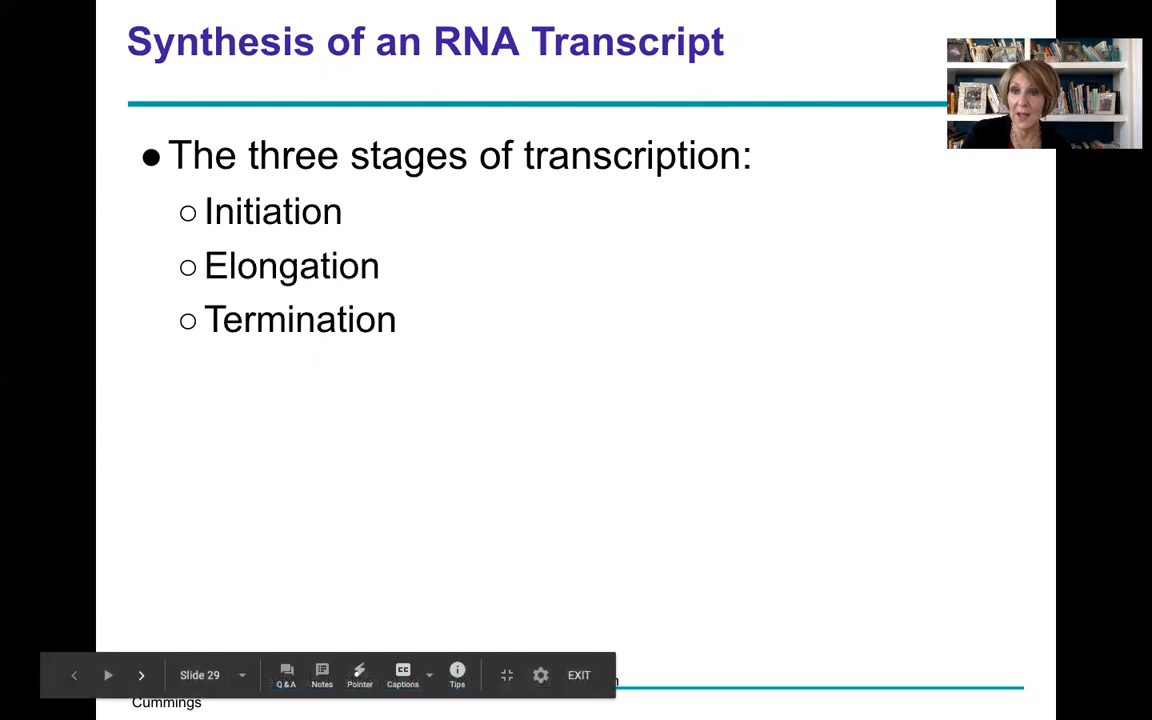 Synthesis of an RNA Transcript
● The three stages of transcription:
○ Initiation
○ Elongation
○ Termination
Slide 29
Q & A
Notes
Pointer
Captions
Tips
EXIT
Cummings